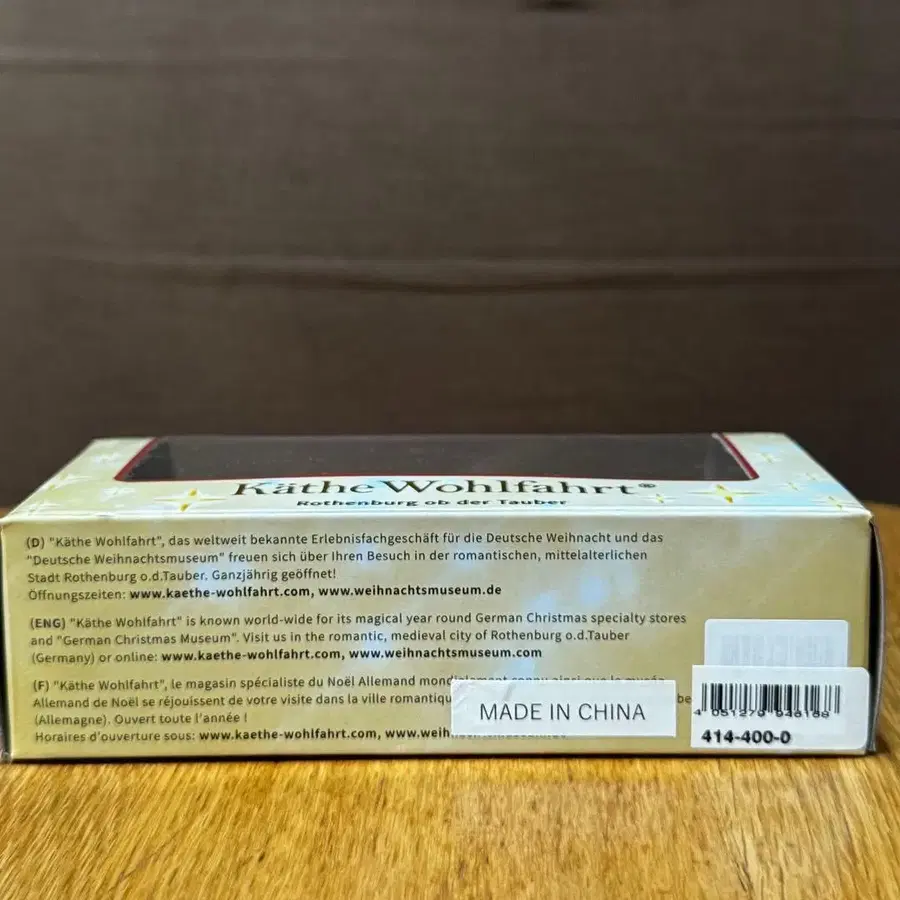 Käthe Wohlfahrt®
Rothenburg ob der Tauber
(D) "Käthe Wohlfahrt", das weltweit bekannte Erlebnisfachgeschäft für die Deutsche Weihnacht und das
"Deutsche Weihnachtsmuseum" freuen sich über Ihren Besuch in der romantischen, mittelalterlichen
Stadt Rothenburg o.d.Tauber. Ganzjährig geöffnet!
Öffnungszeiten: www.kaethe-wohlfahrt.com, www.weihnachtsmuseum.de
(ENG) "Käthe Wohlfahrt" is known world-wide for its magical year round German Christmas specialty stores
and "German Christmas Museum". Visit us in the romantic, medieval city of Rothenburg o.d.Tauber
(Germany) or online: www.kaethe-wohlfahrt.com, www.weihnachtsmuseum.com
(F) "Käthe Wohlfahrt", le magasin spécialiste du Noël Allemand
Allemand de Noël se réjouissent de votre visite dans la ville
(Allemagne). Ouvert toute l'année !
Horaires d'ouverture sous: www.kaethe-wohlfahrt.com,
MADE IN CHINA
414-400-0